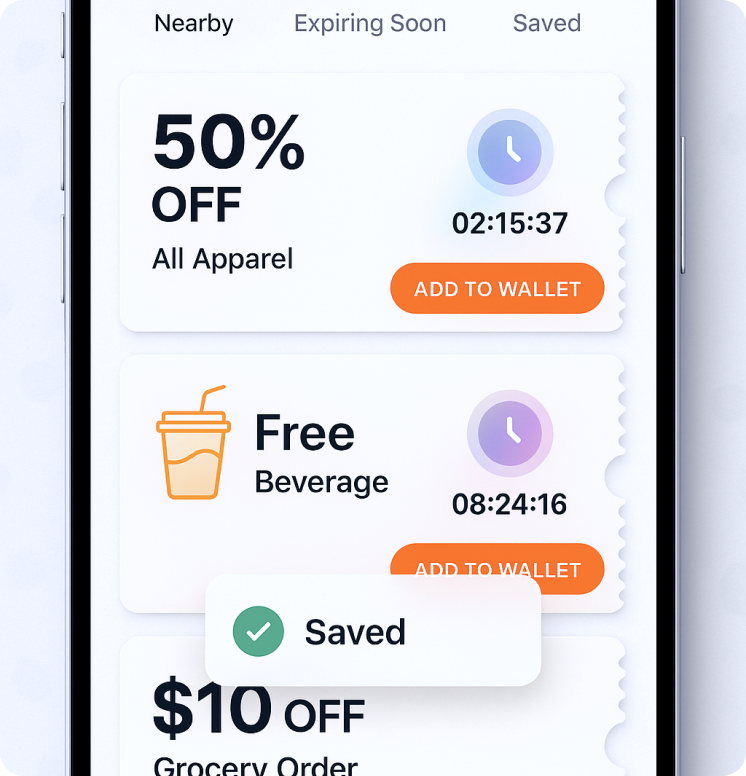 Nearby Expiring Soon Saved
50%
OFF
All Apparel
02:15:37
ADD TO WALLET
Free
Beverage
08:24:16
ADD TO WALLET
Saved
$10 OFF
Grocery Order